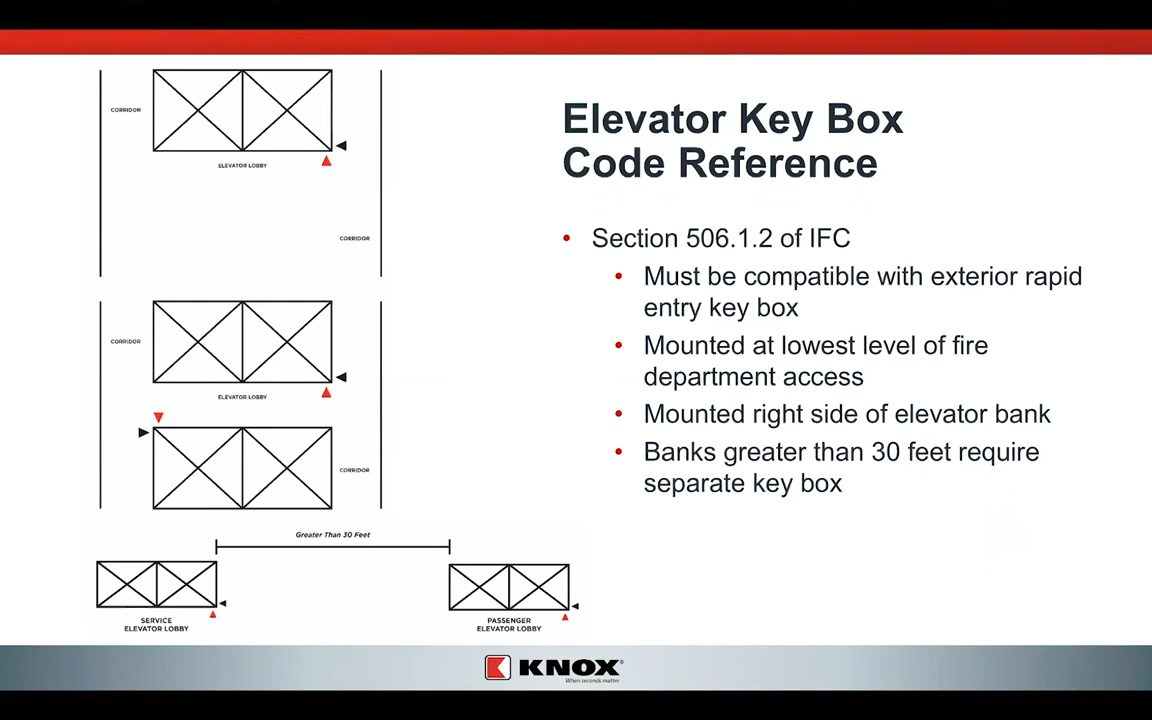 CORRIDOR
ELEVATOR LOBBY
CORRIDOR
CORRIDOR
ELEVATOR LOBBY
CORRIDOR
Greater Than 30 Feet
SERVICE
ELEVATOR LOBBY
PASSENGER
ELEVATOR LOBBY
Elevator Key Box
Code Reference
• Section 506.1.2 of IFC
• Must be compatible with exterior rapid
entry key box
• Mounted at lowest level of fire
department access
• Mounted right side of elevator bank
• Banks greater than 30 feet require
separate key box
KNOX®
When seconds matter